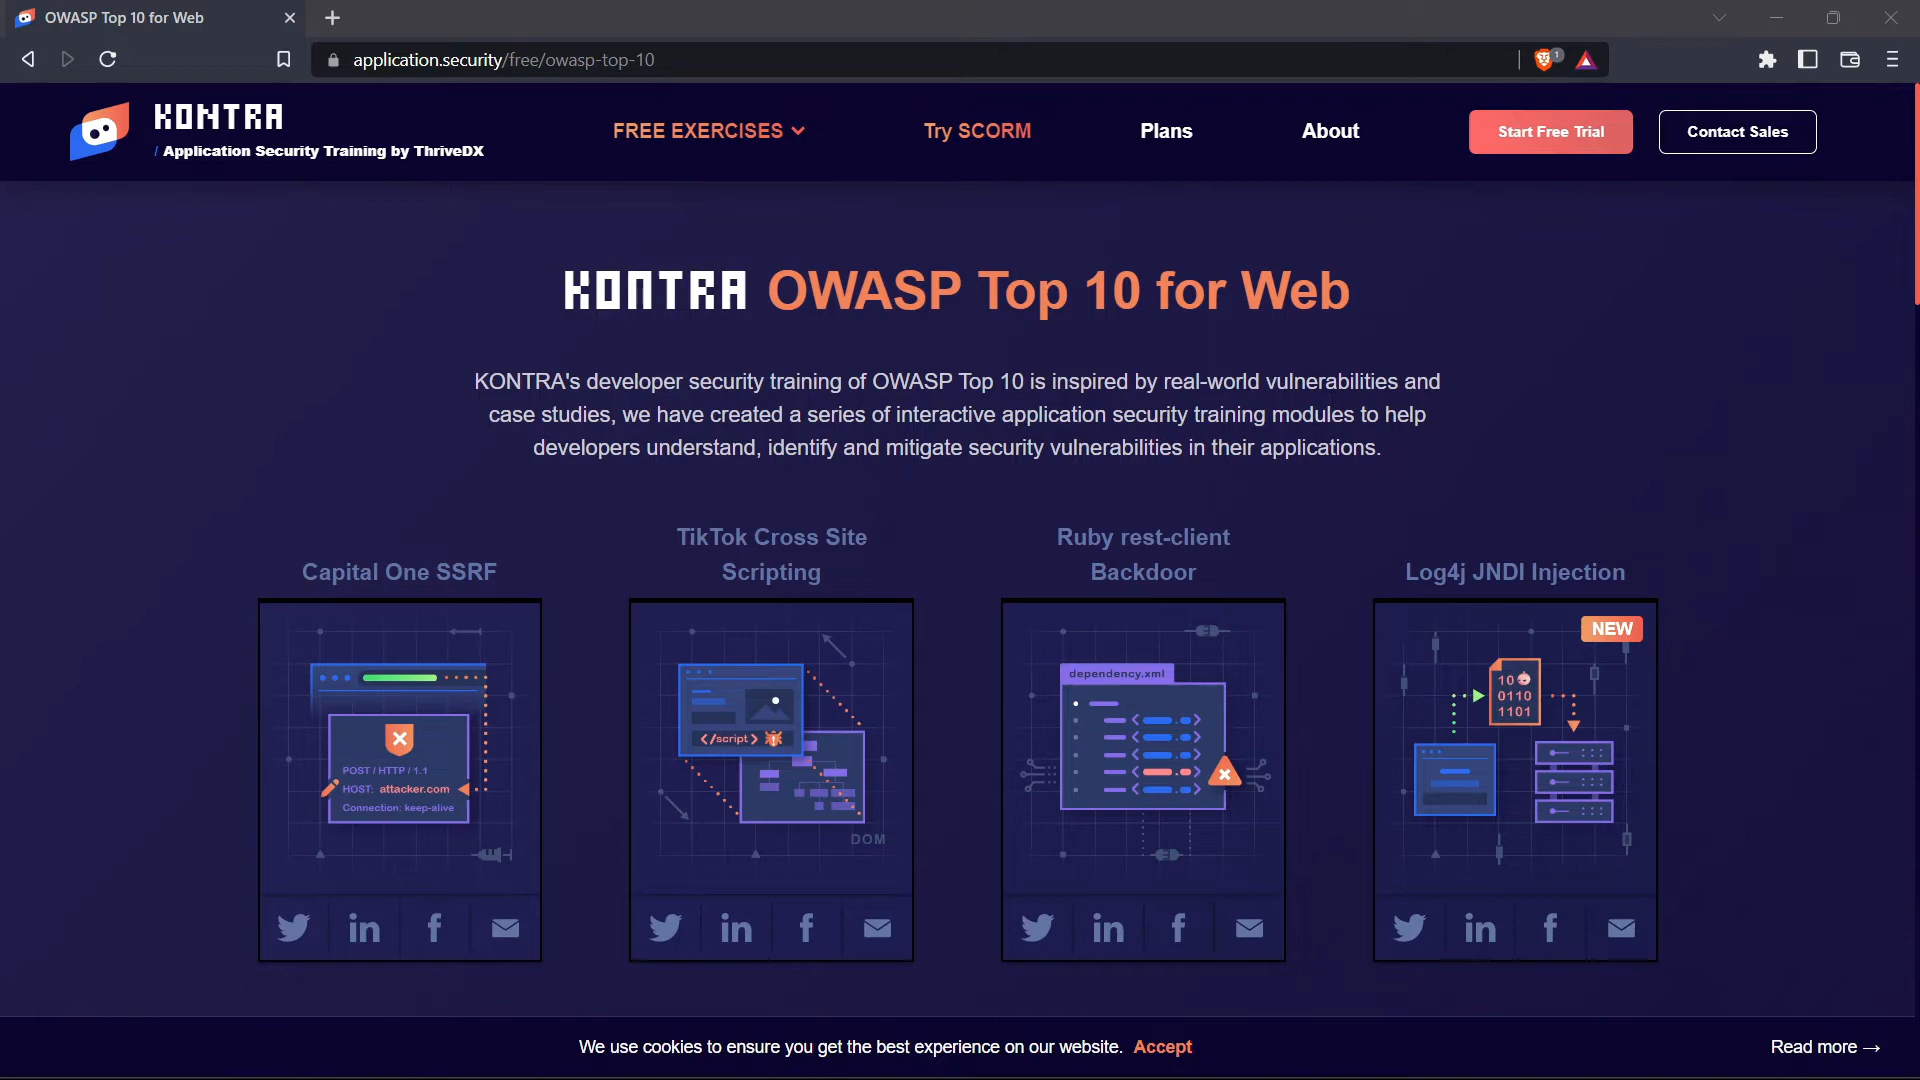 OWASP Top 10 for Web
application.security/free/owasp-top-10
1
KONTRA
/ Application Security Training by ThriveDX
FREE EXERCISES
Try SCORM
Plans
About
Start Free Trial
Contact Sales
KONTRA OWASP Top 10 for Web
KONTRA's developer security training of OWASP Top 10 is inspired by real-world vulnerabilities and
case studies, we have created a series of interactive application security training modules to help
developers understand, identify and mitigate security vulnerabilities in their applications.
Capital One SSRF
POST / HTTP / 1.1
HOST: attacker.com
Connection: keep-alive
TikTok Cross Site
Scripting
</script>
DOM
Ruby rest-client
Backdoor
dependency.xml
Log4j JNDI Injection
NEW
10
0110
1101
We use cookies to ensure you get the best experience on our website. Accept
Read more →